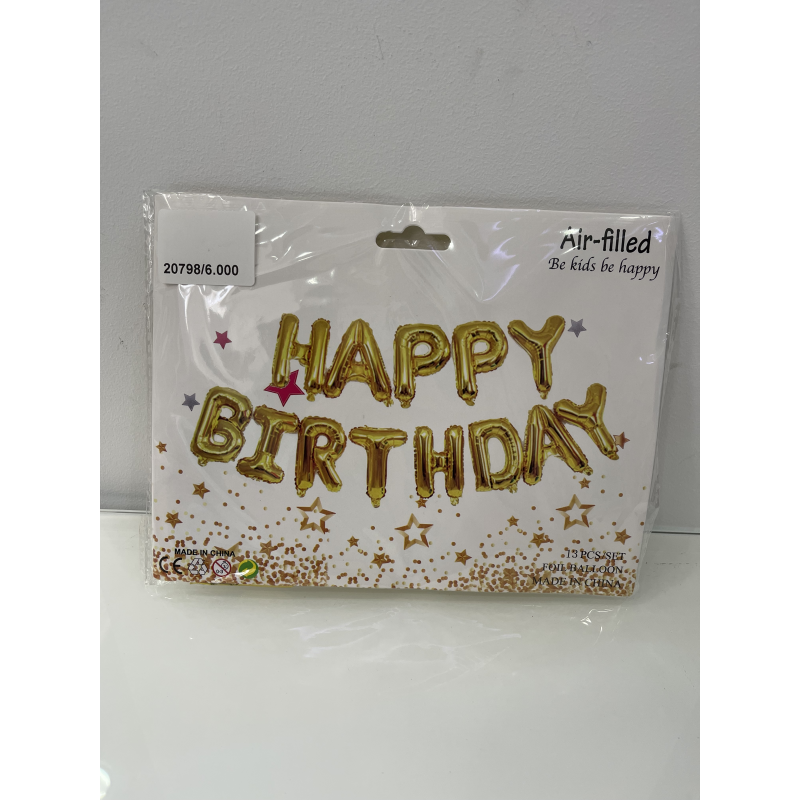 20798/6.000
Air-filled
Be kids be happy
HAPPY
BIRTHDAY
MADE IN CHINA
CE
13 PCS/SET
FOIL BALLOON
MADE IN CHINA